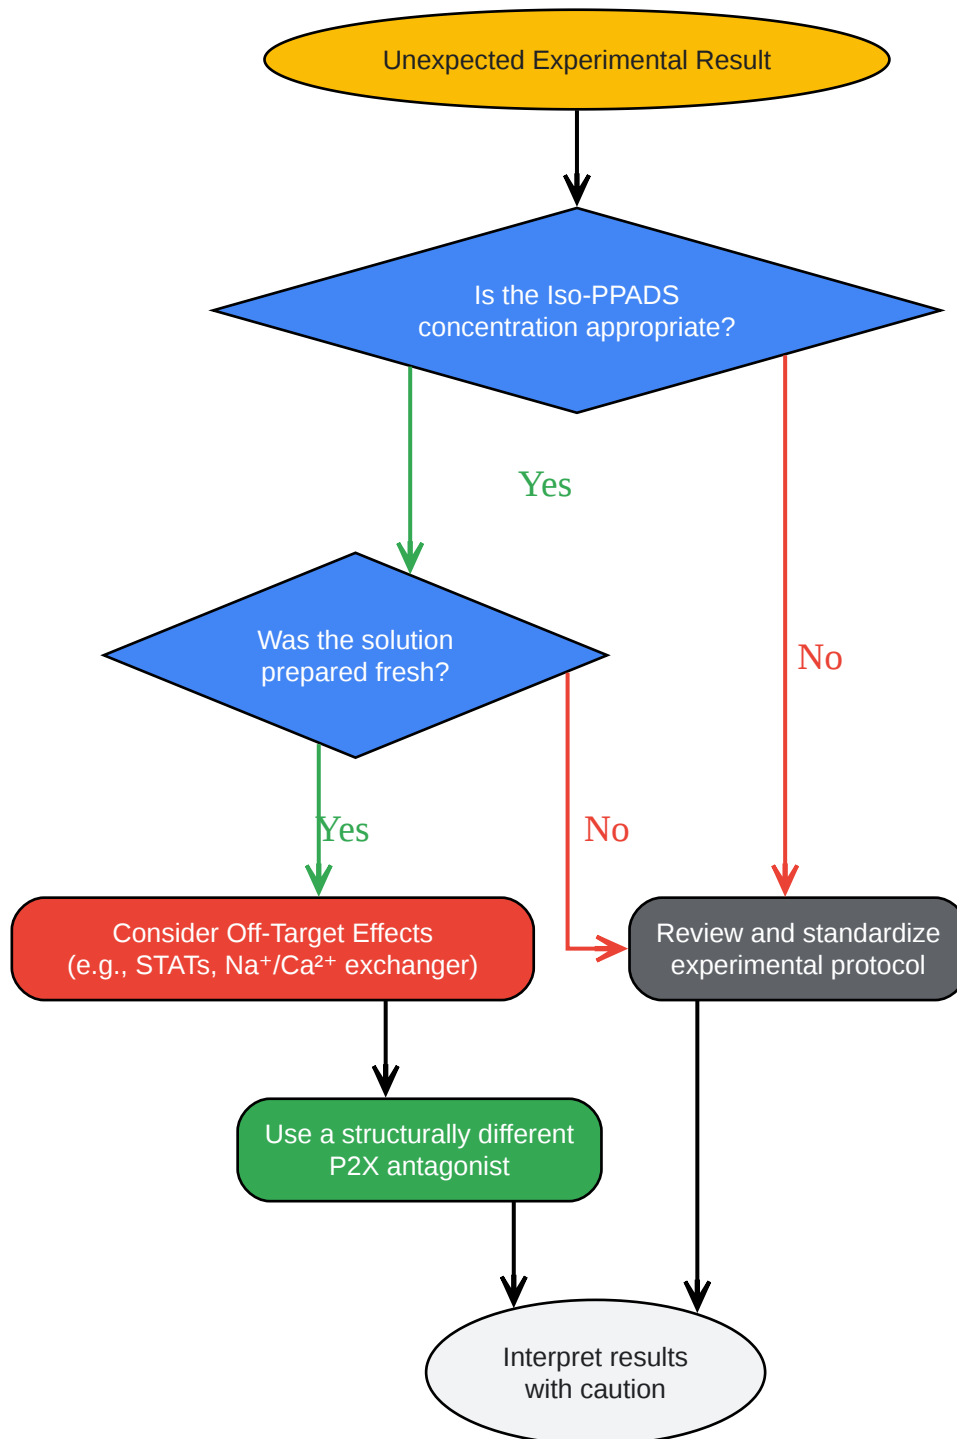 Unexpected Experimental Result
Is the Iso-PPADS
concentration appropriate?
Yes
Was the solution
prepared fresh?
No
Yes
No
Consider Off-Target Effects
(e.g., STATs, Na⁺/Ca²⁺ exchanger)
Review and standardize
experimental protocol
Use a structurally different
P2X antagonist
Interpret results
with caution